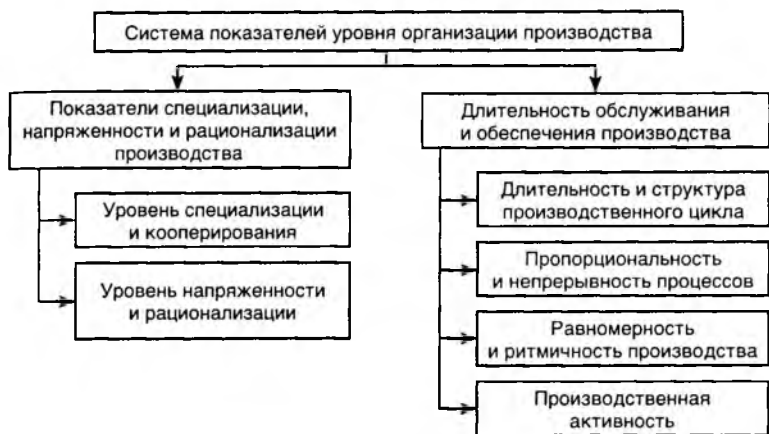 Система показателей уровня организации производства
Показатели специализации,
напряженности и рационализации
производства
Уровень специализации
и кооперирования
Уровень напряженности
и рационализации
Длительность обслуживания
и обеспечения производства
Длительность и структура
производственного цикла
Пропорциональность
и непрерывность процессов
Равномерность
и ритмичность производства
Производственная
активность